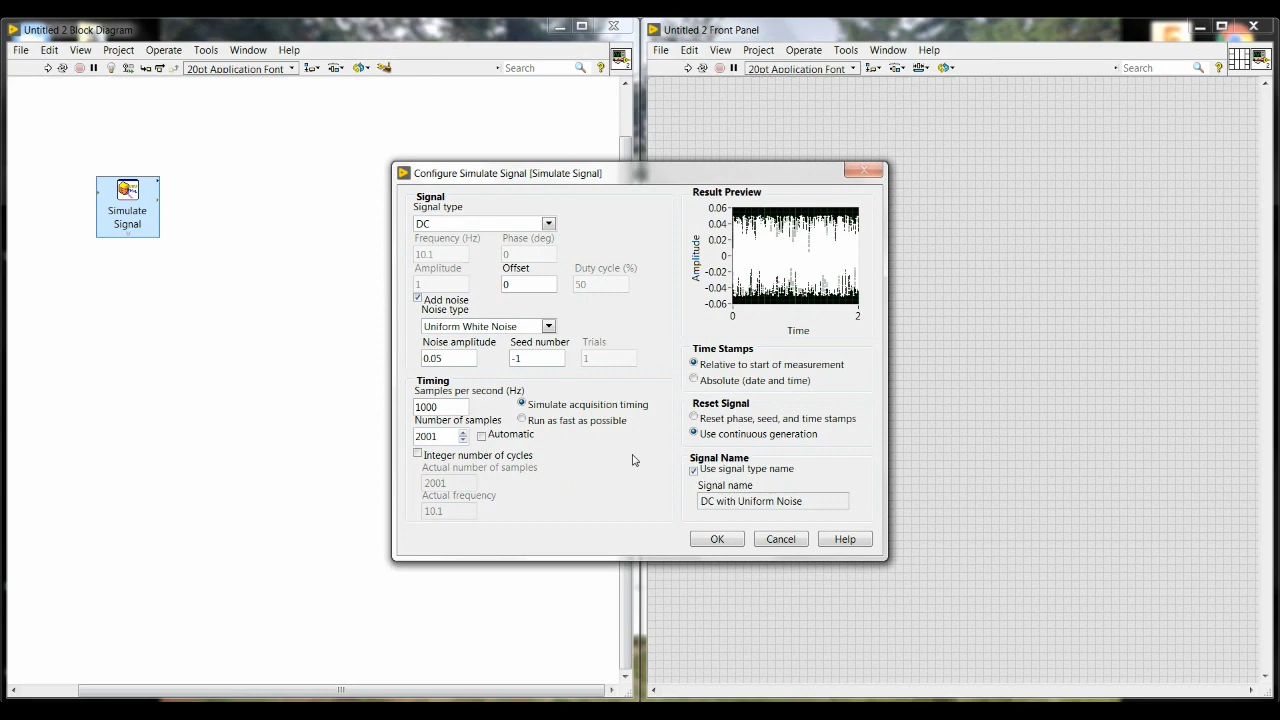 Untitled 2 Block Diagram
File Edit View Project Operate Tools Window Help
20pt Application Font
Search
?
Simulate
Signal
Untitled 2 Front Panel
File Edit View Project Operate Tools Window Help
20pt Application Font
Search
?
Configure Simulate Signal [Simulate Signal]
Signal
Signal type
DC
Frequency (Hz) Phase (deg)
10.1 0
Amplitude Offset Duty cycle (%)
1 0 50
Add noise
Noise type
Uniform White Noise
Noise amplitude Seed number Trials
0.05 -1 1
Timing
Samples per second (Hz)
1000
Simulate acquisition timing
Number of samples
Run as fast as possible
2001
Automatic
Integer number of cycles
Actual number of samples
2001
Actual frequency
10.1
Result Preview
Amplitude
0.06
0.04
0.02
0
-0.02
-0.04
-0.06
0 2
Time
Time Stamps
Relative to start of measurement
Absolute (date and time)
Reset Signal
Reset phase, seed, and time stamps
Use continuous generation
Signal Name
Use signal type name
Signal name
DC with Uniform Noise
OK Cancel Help